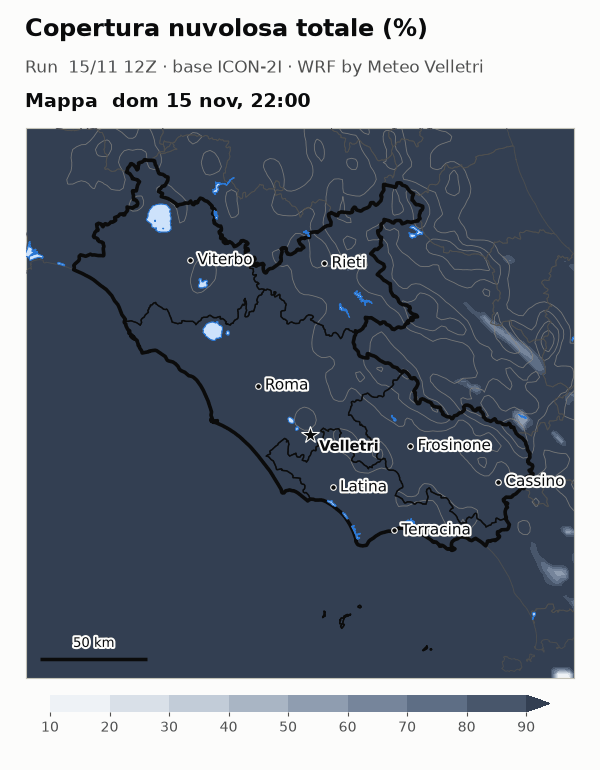 Copertura nuvolosa totale (%)
Run 15/11 12Z · base ICON-2I · WRF by Meteo Velletri
Mappa dom 15 nov, 22:00
Viterbo
Rieti
Roma
Velletri
Frosinone
Latina
Cassino
Terracina
50 km
10 20 30 40 50 60 70 80 90